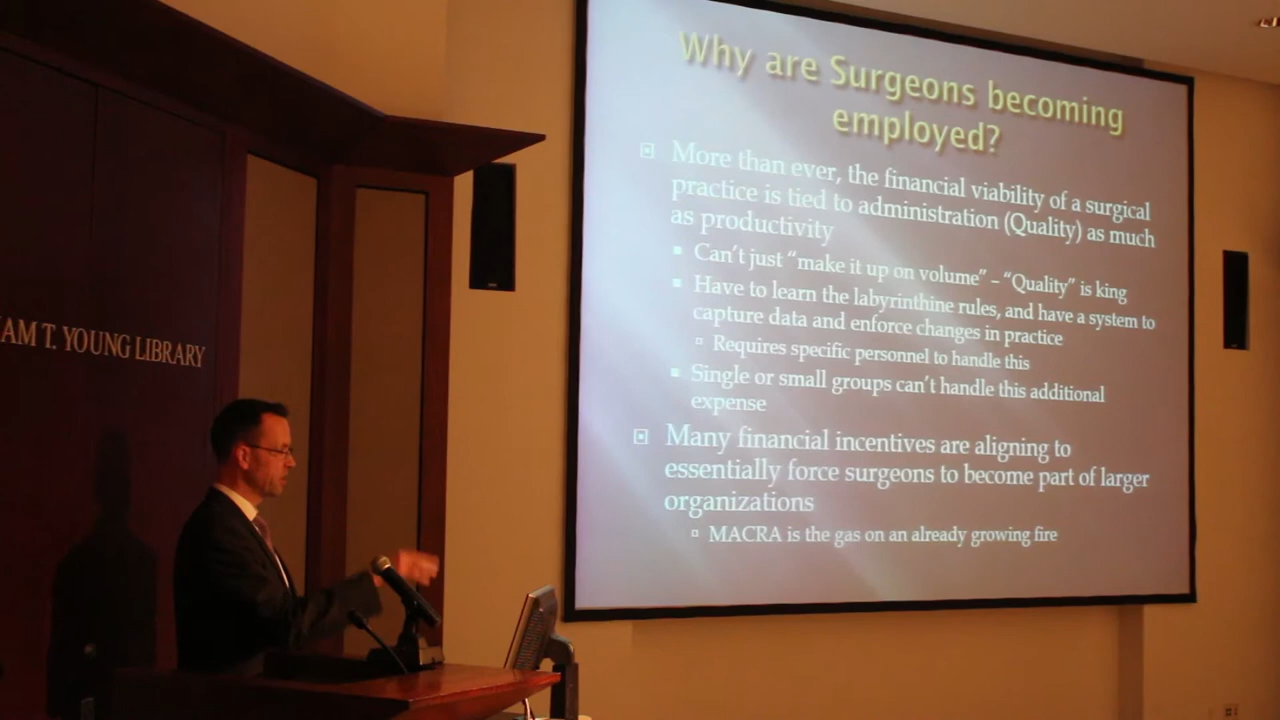 Why are Surgeons becoming
employed?
More than ever, the financial viability of a surgical
practice is tied to administration (Quality) as much
as productivity
Can't just “make it up on volume” – “Quality” is king
Have to learn the labyrinthine rules, and have a system to
capture data and enforce changes in practice
Requires specific personnel to handle this
Single or small groups can't handle this additional
expense
Many financial incentives are aligning to
essentially force surgeons to become part of larger
organizations
MACRA is the gas on an already growing fire
AM T. YOUNG LIBRARY